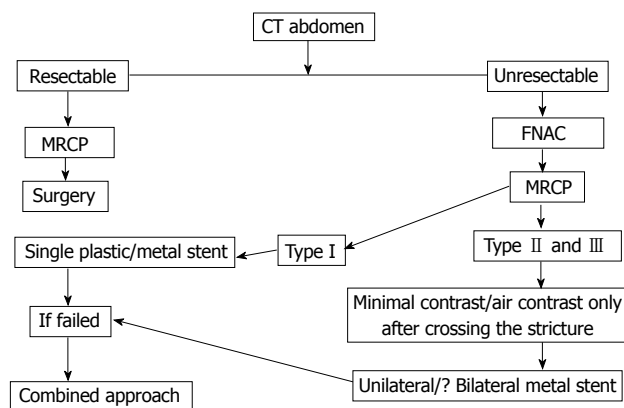 CT abdomen
Resectable
Unresectable
MRCP
FNAC
Surgery
MRCP
Single plastic/metal stent
Type I
Type II and III
If failed
Minimal contrast/air contrast only
after crossing the stricture
Combined approach
Unilateral/? Bilateral metal stent